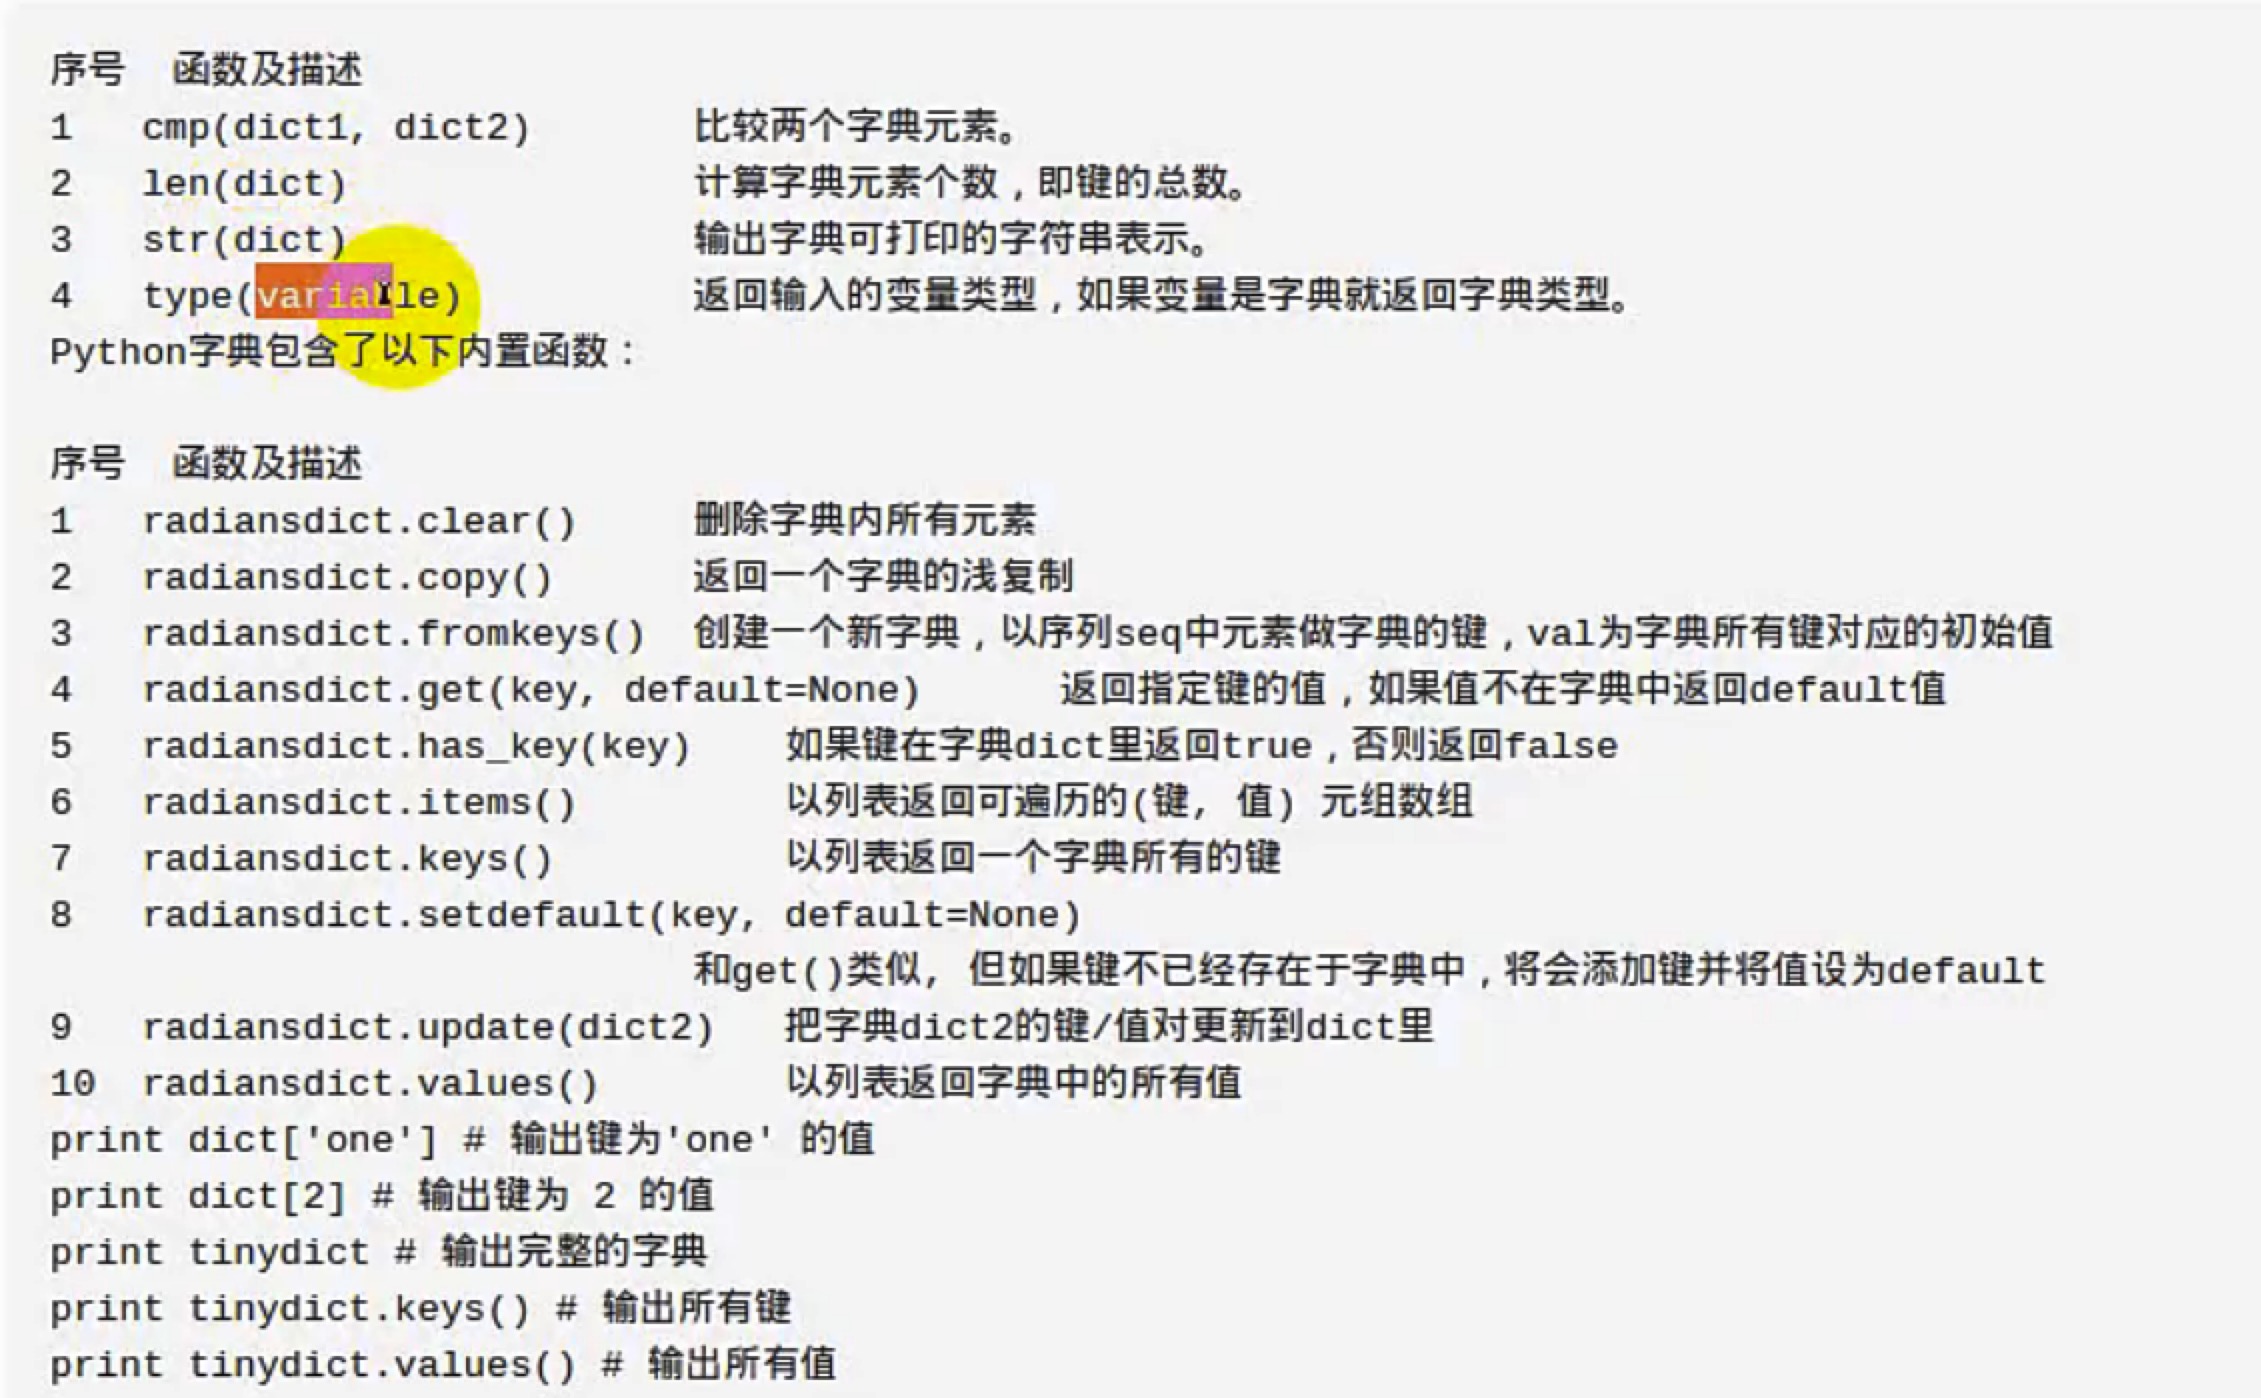 序号 函数及描述
1 cmp(dict1, dict2) 比较两个字典元素。
2 len(dict) 计算字典元素个数，即键的总数。
3 str(dict) 输出字典可打印的字符串表示。
4 type(variable) 返回输入的变量类型，如果变量是字典就返回字典类型。
Python字典包含了以下内置函数：
序号 函数及描述
1 radiansdict.clear() 删除字典内所有元素
2 radiansdict.copy() 返回一个字典的浅复制
3 radiansdict.fromkeys() 创建一个新字典，以序列seq中元素做字典的键，val为字典所有键对应的初始值
4 radiansdict.get(key, default=None) 返回指定键的值，如果值不在字典中返回default值
5 radiansdict.has_key(key) 如果键在字典dict里返回true，否则返回false
6 radiansdict.items() 以列表返回可遍历的(键, 值) 元组数组
7 radiansdict.keys() 以列表返回一个字典所有的键
8 radiansdict.setdefault(key, default=None)
和get()类似, 但如果键不已经存在于字典中，将会添加键并将值设为default
9 radiansdict.update(dict2) 把字典dict2的键/值对更新到dict里
10 radiansdict.values() 以列表返回字典中的所有值
print dict['one'] # 输出键为'one' 的值
print dict[2] # 输出键为 2 的值
print tinydict # 输出完整的字典
print tinydict.keys() # 输出所有键
print tinydict.values() # 输出所有值